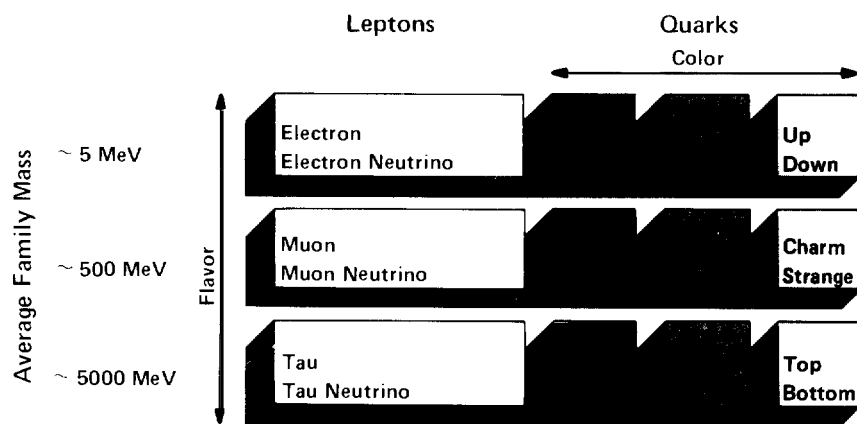 Leptons
Quarks
Color
Average Family Mass
Flavor
~ 5 MeV
Electron
Electron Neutrino
Up
Down
~ 500 MeV
Muon
Muon Neutrino
Charm
Strange
~ 5000 MeV
Tau
Tau Neutrino
Top
Bottom